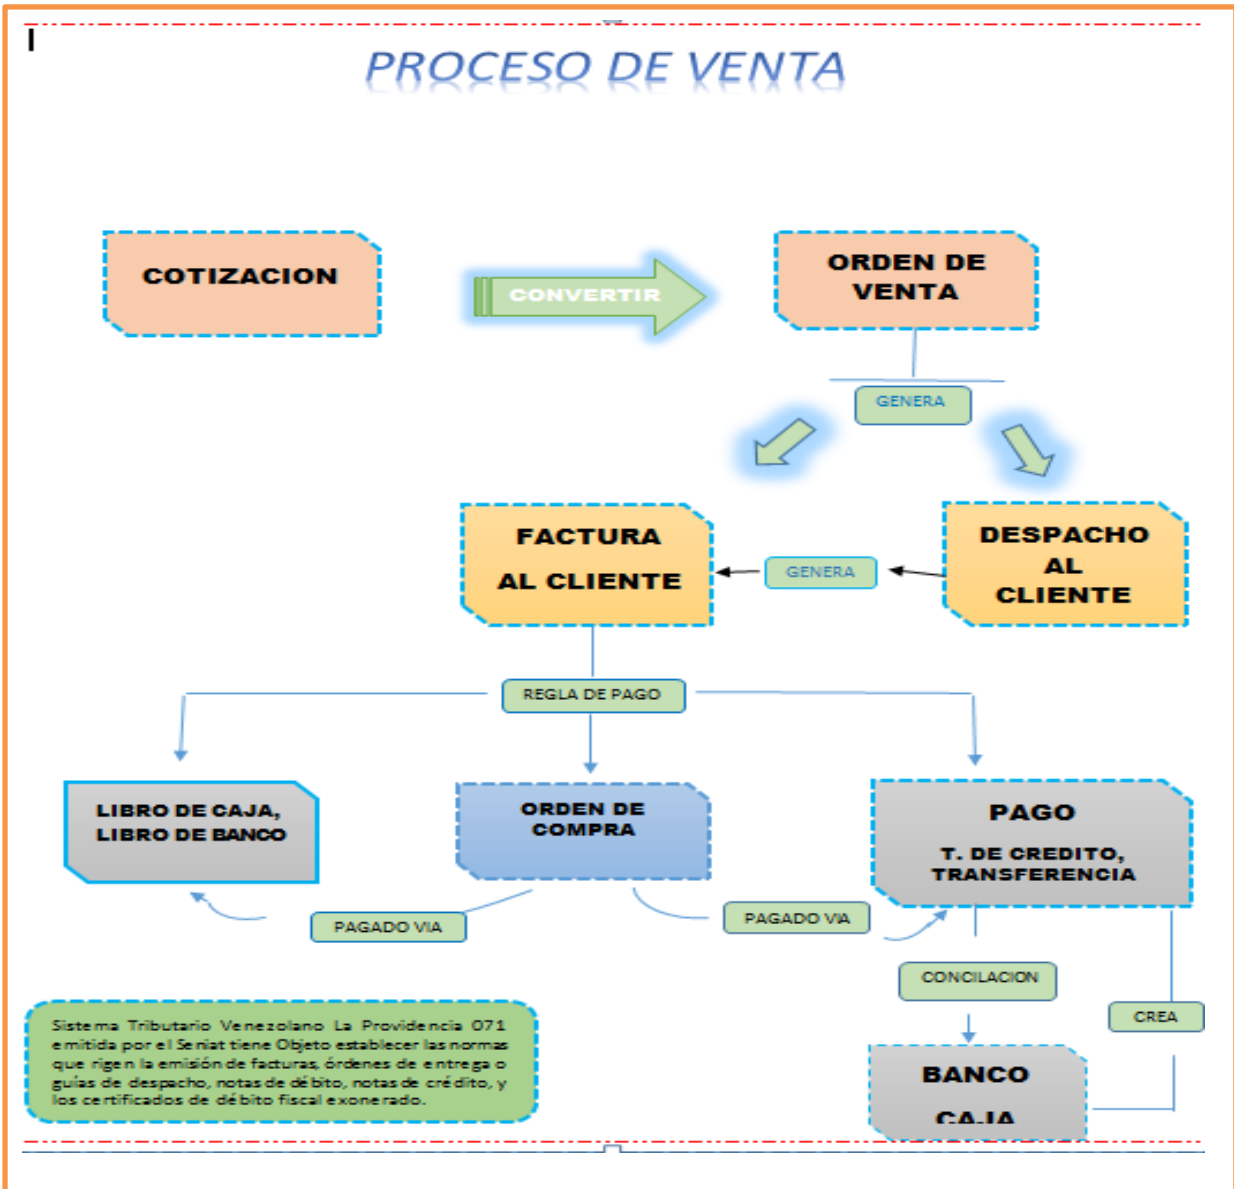 PROCESO DE VENTA
COTIZACION
CONVERTIR
ORDEN DE
VENTA
GENERA
FACTURA
AL CLIENTE
GENERA
DESPACHO
AL
CLIENTE
REGLA DE PAGO
LIBRO DE CAJA,
LIBRO DE BANCO
ORDEN DE
COMPRA
PAGO
T. DE CREDITO,
TRANSFERENCIA
PAGADO VIA
PAGADO VIA
CONCILACION
CREA
BANCO
CAJA
Sistema Tributario Venezolano La Providencia 071
emitida por el Seniat tiene Objeto establecer las normas
que rigen la emisión de facturas, órdenes de entrega o
guías de despacho, notas de débito, notas de crédito, y
los certificados de débito fiscal exonerado.